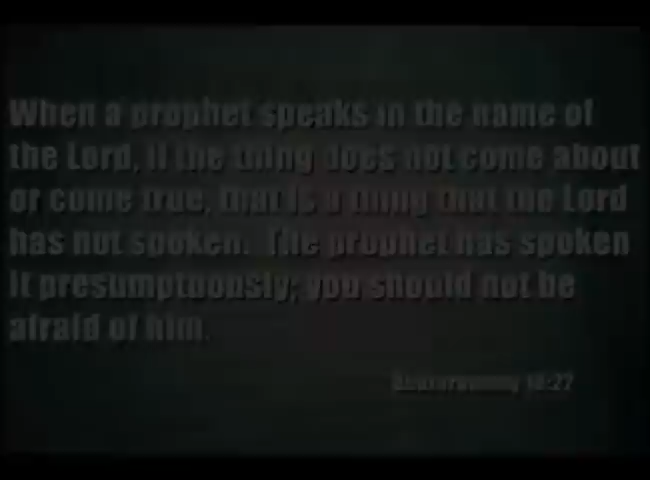 When a prophet speaks in the name of
the Lord, if the thing does not come about
or come true, that is a thing that the Lord
has not spoken. The prophet has spoken
it presumptuously; you should not be
afraid of him.
Deuteronomy 18:22